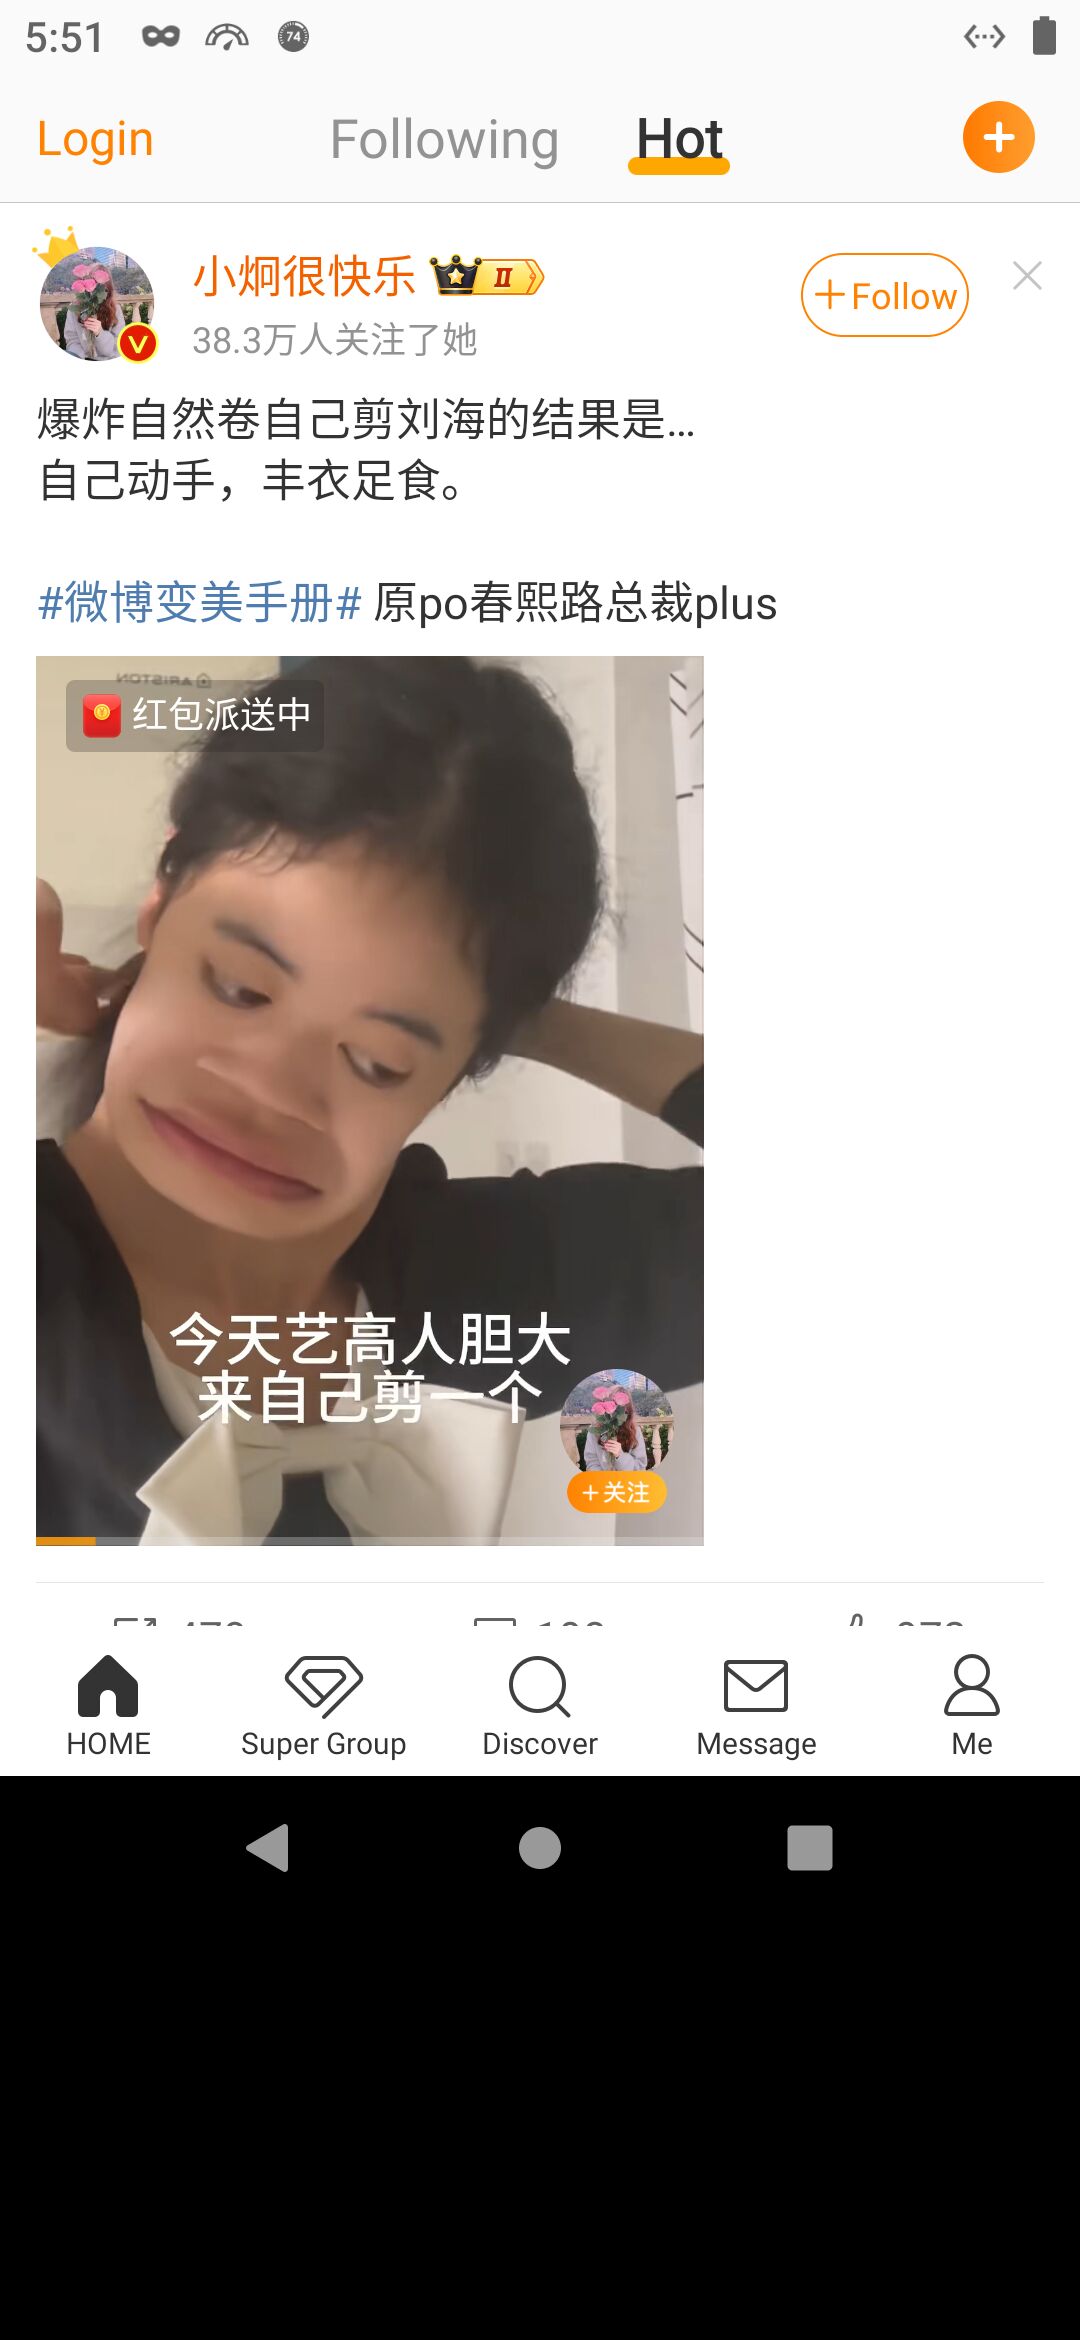 5:51
74
Login
Following
Hot
小炯很快乐
II
38.3万人关注了她
+Follow
爆炸自然卷自己剪刘海的结果是...
自己动手，丰衣足食。
#微博变美手册# 原po春熙路总裁plus
ARISTON
红包派送中
今天艺高人胆大
来自己剪一个
+关注
HOME
Super Group
Discover
Message
Me